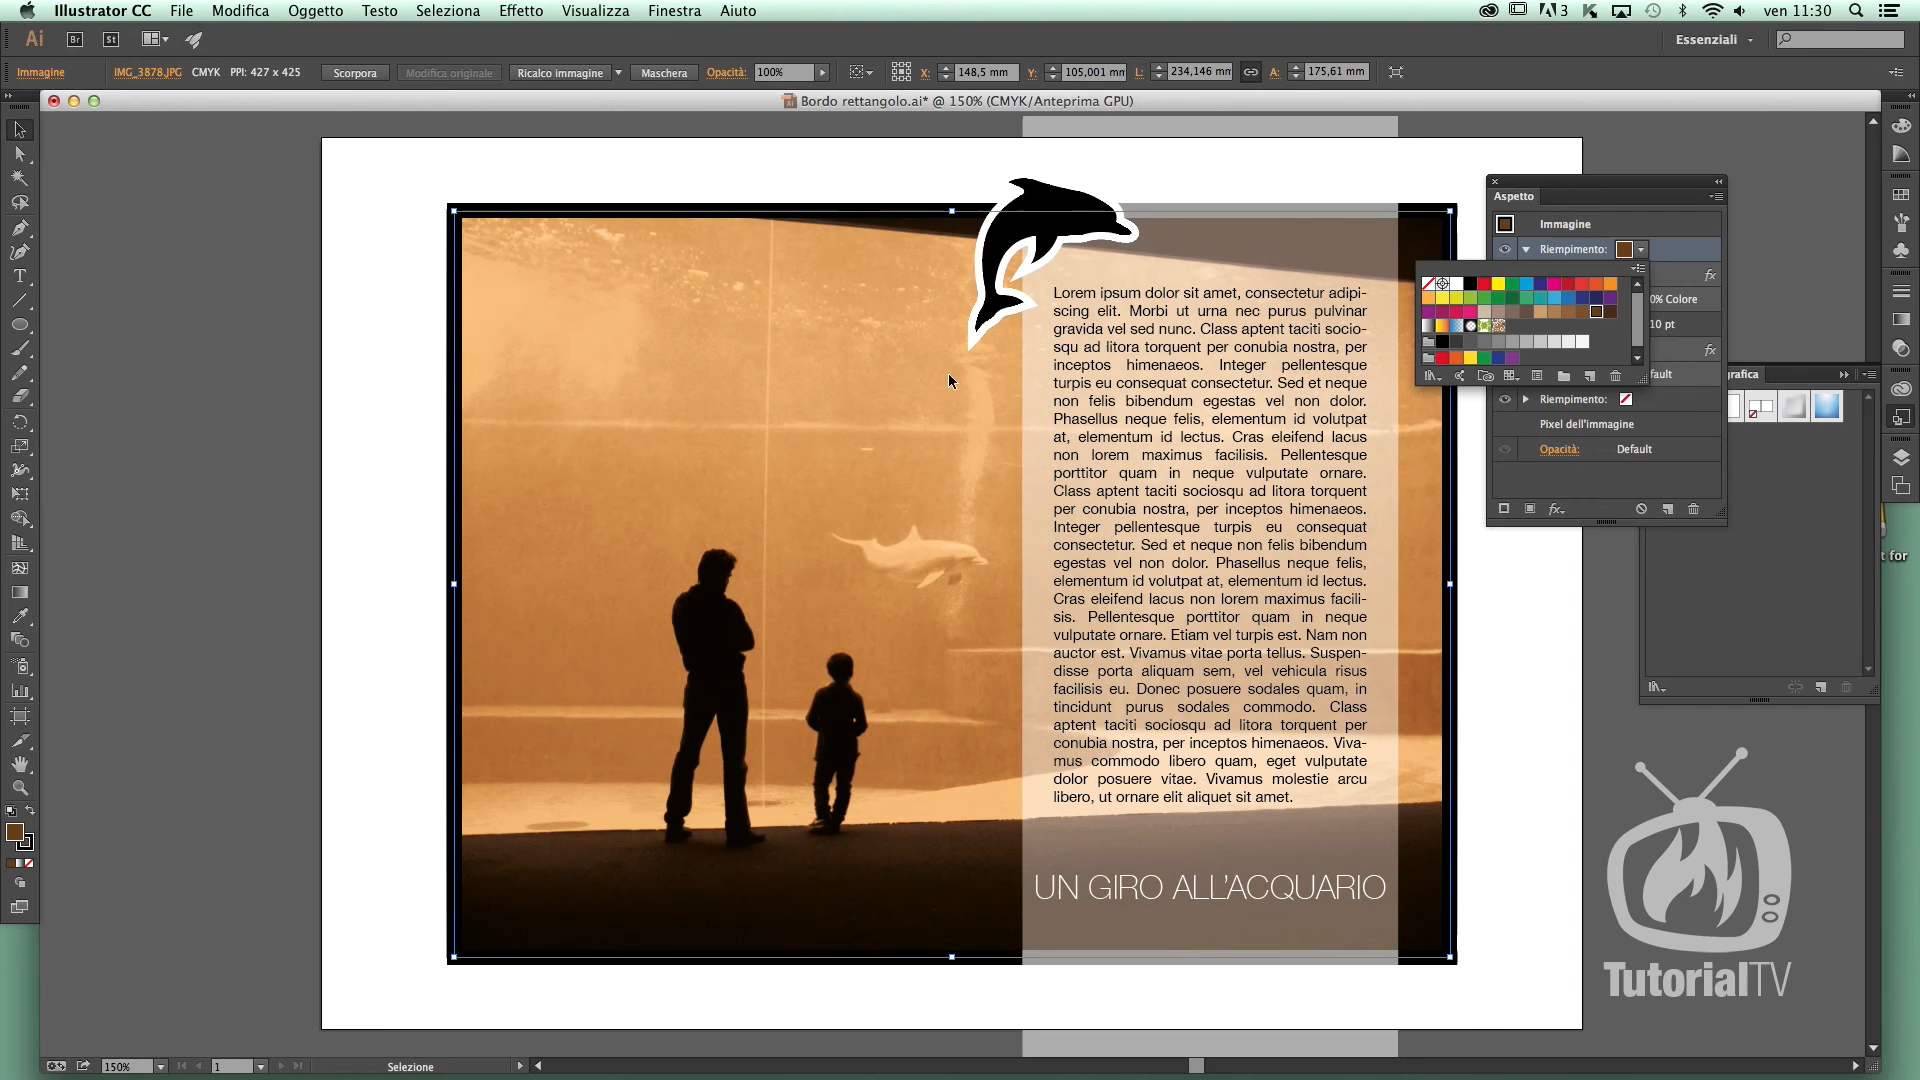 Illustrator CC File Modifica Oggetto Testo Seleziona Effetto Visualizza Finestra Aiuto
3 ven 11:30
Ai Br St Essenziali
Immagine IMG_3878.JPG CMYK PPI: 427 x 425 Scorpora Modifica originale Ricalco immagine Maschera Opacità: 100% X: 148,5 mm Y: 105,001 mm L: 234,146 mm A: 175,61 mm
Bordo rettangolo.ai* @ 150% (CMYK/Anteprima GPU)
Aspetto
Immagine
Riempimento:
fx
0% Colore
10 pt
fx
fault
Riempimento:
Pixel dell'immagine
Opacità: Default
fx
grafica
t for
Lorem ipsum dolor sit amet, consectetur adipi-
scing elit. Morbi ut urna nec purus pulvinar
gravida vel sed nunc. Class aptent taciti socio-
squ ad litora torquent per conubia nostra, per
inceptos himenaeos. Integer pellentesque
turpis eu consequat consectetur. Sed et neque
non felis bibendum egestas vel non dolor.
Phasellus neque felis, elementum id volutpat
at, elementum id lectus. Cras eleifend lacus
non lorem maximus facilisis. Pellentesque
porttitor quam in neque vulputate ornare.
Class aptent taciti sociosqu ad litora torquent
per conubia nostra, per inceptos himenaeos.
Integer pellentesque turpis eu consequat
consectetur. Sed et neque non felis bibendum
egestas vel non dolor. Phasellus neque felis,
elementum id volutpat at, elementum id lectus.
Cras eleifend lacus non lorem maximus facili-
sis. Pellentesque porttitor quam in neque
vulputate ornare. Etiam vel turpis est. Nam non
auctor est. Vivamus vitae porta tellus. Suspen-
disse porta aliquam sem, vel vehicula risus
facilisis eu. Donec posuere sodales quam, in
tincidunt purus sodales commodo. Class
aptent taciti sociosqu ad litora torquent per
conubia nostra, per inceptos himenaeos. Viva-
mus commodo libero quam, eget vulputate
dolor posuere vitae. Vivamus molestie arcu
libero, ut ornare elit aliquet sit amet.
UN GIRO ALL'ACQUARIO
TutorialTV
150% 1 Selezione